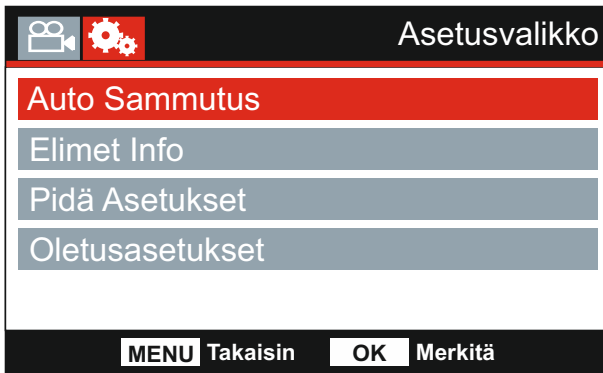 Asetusvalikko
Auto Sammutus
Elimet Info
Pidä Asetukset
Oletusasetukset
MENU Takaisin OK Merkitä